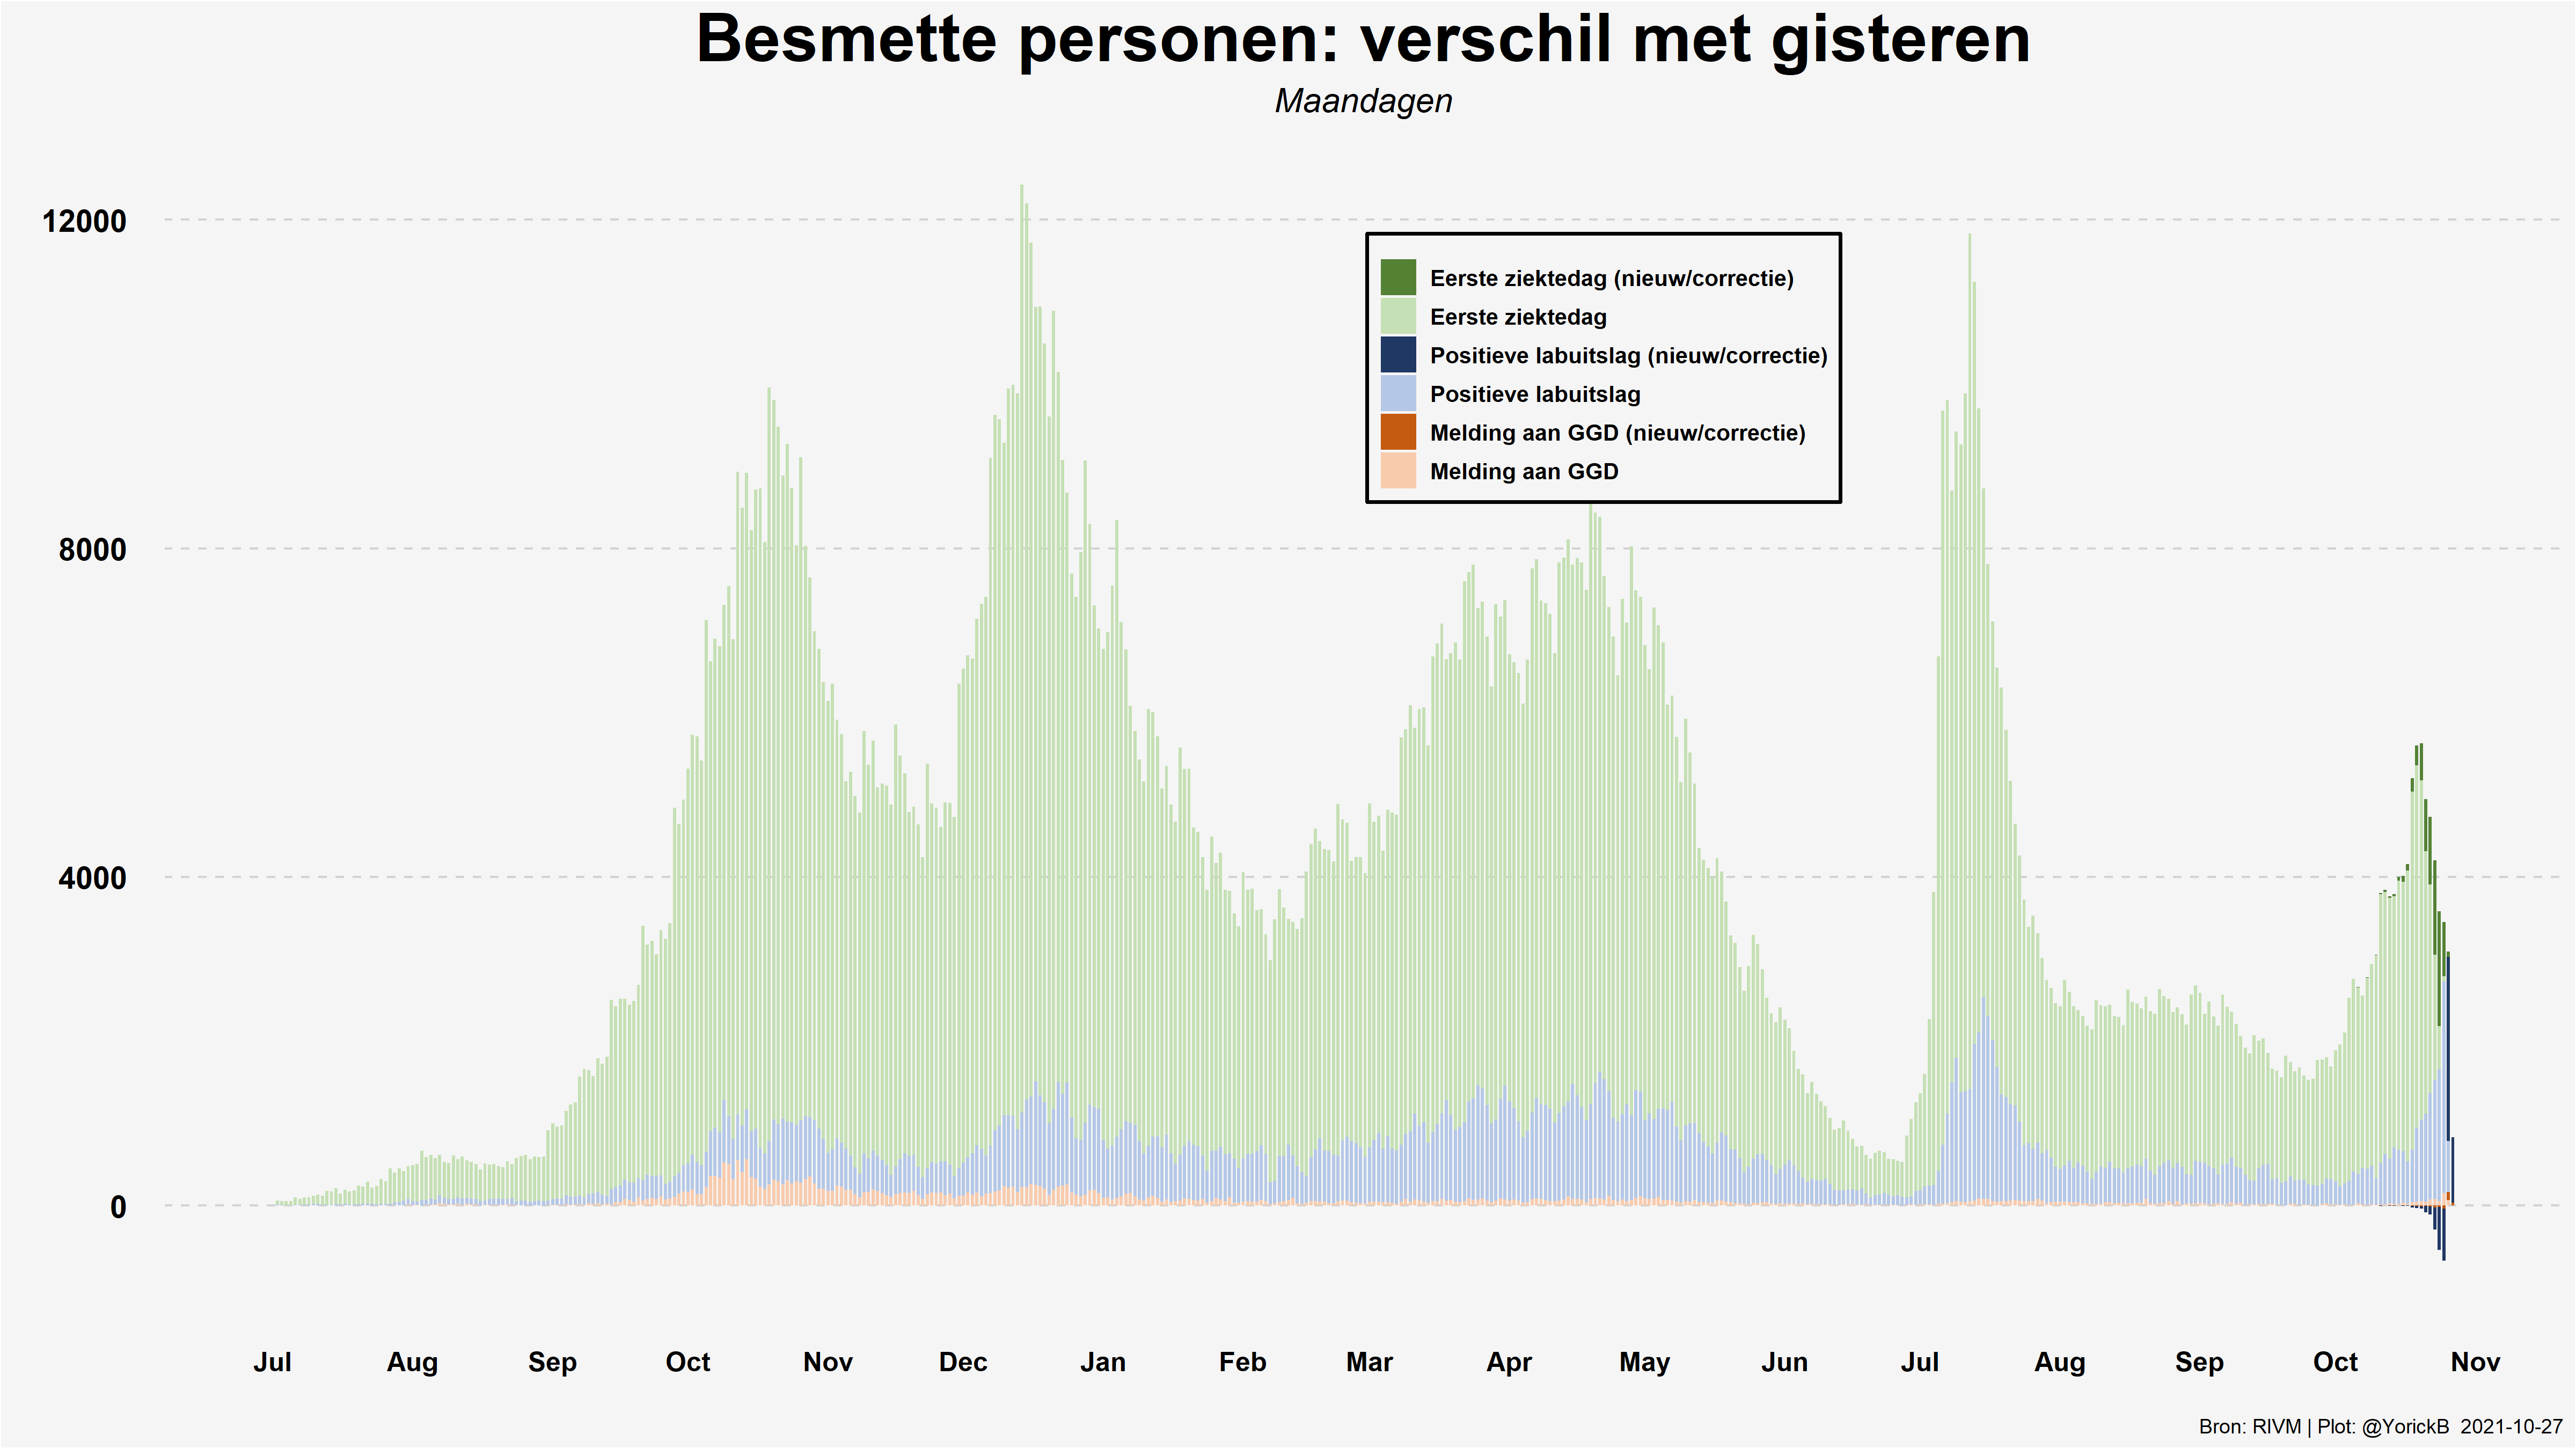 Besmette personen: verschil met gisteren
Maandagen
12000
8000
4000
0
Eerste ziektedag (nieuw/correctie)
Eerste ziektedag
Positieve labuitslag (nieuw/correctie)
Positieve labuitslag
Melding aan GGD (nieuw/correctie)
Melding aan GGD
Jul Aug Sep Oct Nov Dec Jan Feb Mar Apr May Jun Jul Aug Sep Oct Nov
Bron: RIVM | Plot: @YorickB  2021-10-27